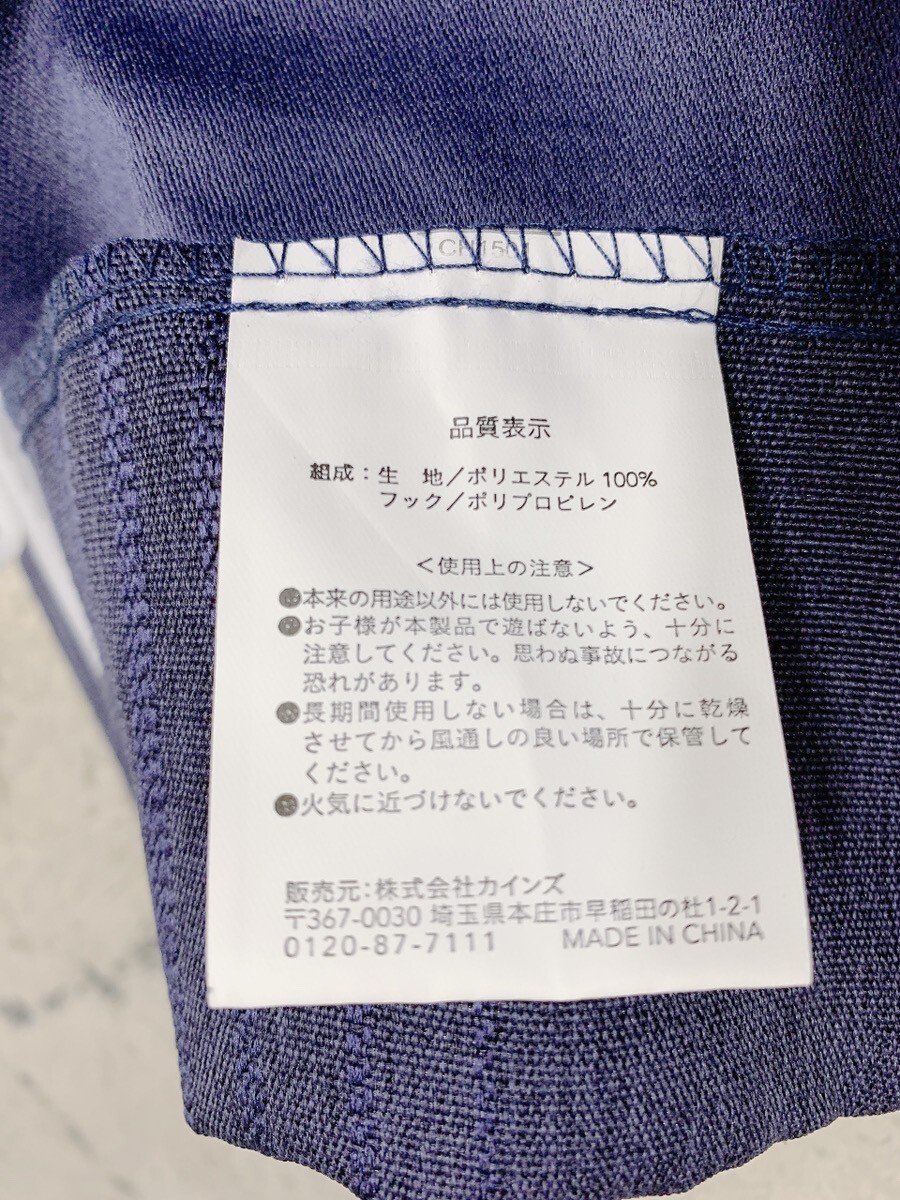 品質表示
組成：生　地／ポリエステル100%
フック／ポリプロピレン
＜使用上の注意＞
●本来の用途以外には使用しないでください。
●お子様が本製品で遊ばないよう、十分に
注意してください。思わぬ事故につながる
恐れがあります。
●長期間使用しない場合は、十分に乾燥
させてから風通しの良い場所で保管して
ください。
●火気に近づけないでください。
販売元：株式会社カインズ
〒367-0030 埼玉県本庄市早稲田の杜1-2-1
0120-87-7111 MADE IN CHINA